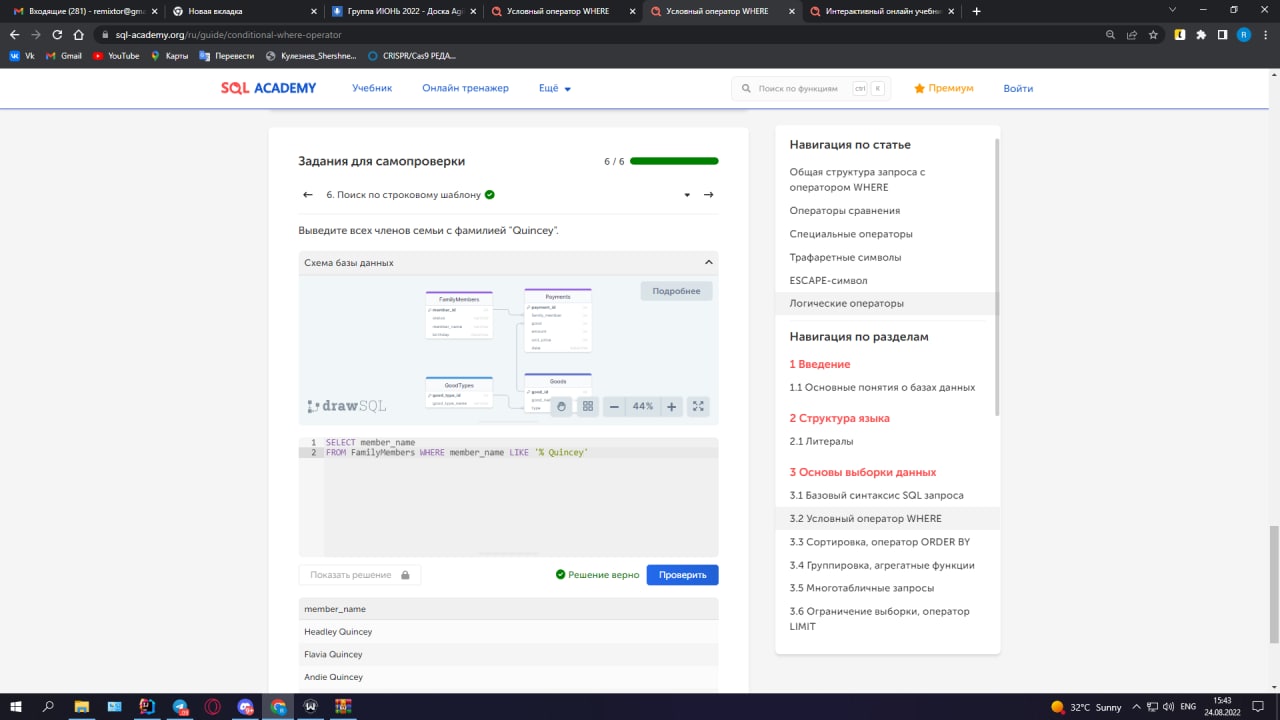 Входящие (281) - remixtor@gm
Новая вкладка
Групповой ИЮНЬ 2022 - Доска Ag
Условный оператор WHERE
Условный оператор WHERE
Интерактивный онлайн задачни
sql-academy.org/ru/guide/conditional-where-operator
Vk
Gmail
YouTube
Карты
Перевести
Кулезнев_Shershne...
CRISPR/Cas9 РЕДА...
SQL ACADEMY
Учебник
Онлайн тренажер
Ещё
Поиск по функциям
ctrl
K
Премиум
Войти
Задания для самопроверки
6 / 6
6. Поиск по строковому шаблону
Выведите всех членов семьи с фамилией "Quincey".
Схема базы данных
Подробнее
FamilyMembers
member_id
status
member_name
birthday
Payments
payment_id
family_member
good
amount
unit_price
date
GoodTypes
good_type_id
good_type_name
Goods
good_id
good_name
type
drawSQL
44%
1 SELECT member_name
2 FROM FamilyMembers WHERE member_name LIKE '% Quincey'
Показать решение
Решение верно
Проверить
member_name
Headley Quincey
Flavia Quincey
Andie Quincey
Навигация по статье
Общая структура запроса с
оператором WHERE
Операторы сравнения
Специальные операторы
Трафаретные символы
ESCAPE-символ
Логические операторы
Навигация по разделам
1 Введение
1.1 Основные понятия о базах данных
2 Структура языка
2.1 Литералы
3 Основы выборки данных
3.1 Базовый синтаксис SQL запроса
3.2 Условный оператор WHERE
3.3 Сортировка, оператор ORDER BY
3.4 Группировка, агрегатные функции
3.5 Многотабличные запросы
3.6 Ограничение выборки, оператор
LIMIT
32°C Sunny
ENG
15:43
24.08.2022